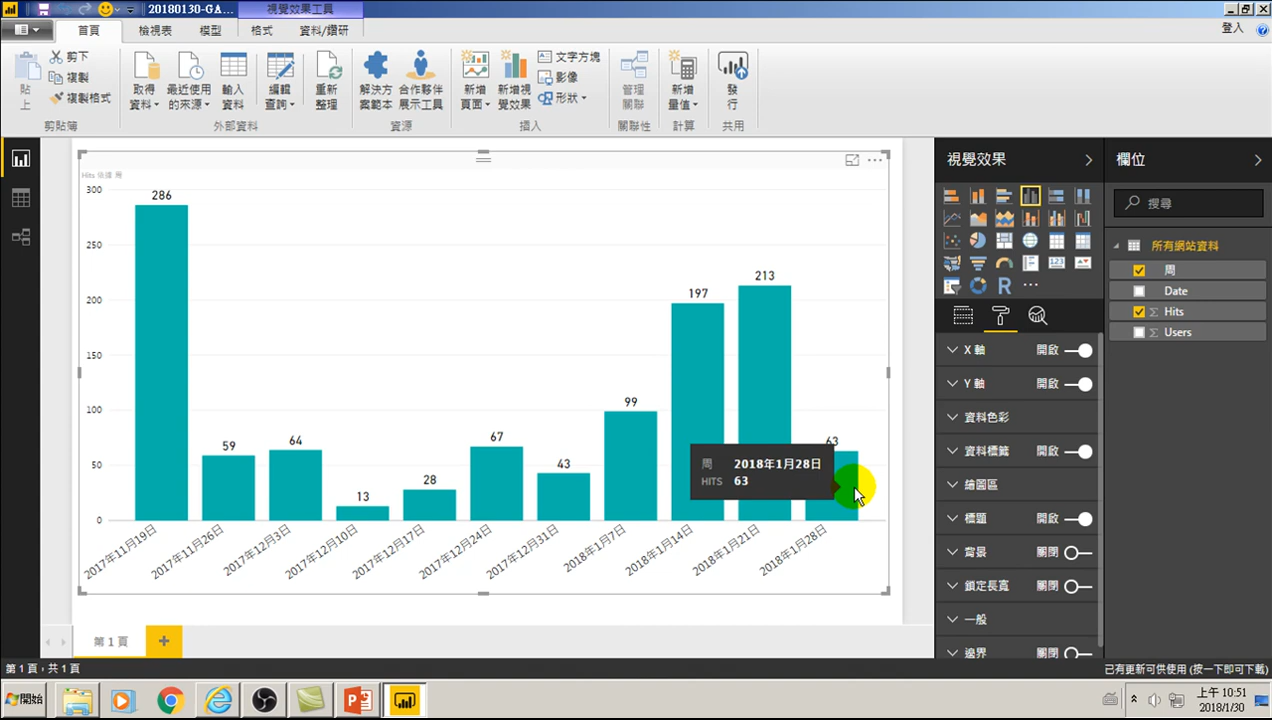 20180130-GA... 視覺效果工具
首頁 檢視表 模型 格式 資料/鑽研 登入
貼上
剪下
複製
複製格式
剪貼簿
取得資料
最近使用的來源
輸入資料
外部資料
編輯查詢
重新整理
解決方案範本
合作夥伴展示工具
資源
新增頁面
新增視覺效果
文字方塊
影像
形狀
插入
管理關聯
關聯性
新增量值
計算
發行
共用
300
250
200
150
100
50
0
286
59
64
13
28
67
43
99
197
213
63
周 2018年1月28日
HITS 63
2017年11月19日
2017年11月26日
2017年12月3日
2017年12月10日
2017年12月17日
2017年12月24日
2017年12月31日
2018年1月7日
2018年1月14日
2018年1月21日
2018年1月28日
視覺效果
123
R
X 軸 開啟
Y 軸 開啟
資料色彩
資料標籤 開啟
繪圖區
標題 開啟
背景 關閉
鎖定長寬 關閉
一般
邊界 關閉
欄位
搜尋
所有網站資料
周
Date
Σ Hits
Σ Users
第 1 頁
第 1 頁，共 1 頁
已有更新可供使用 (按一下即可下載)
開始
上午 10:51
2018/1/30